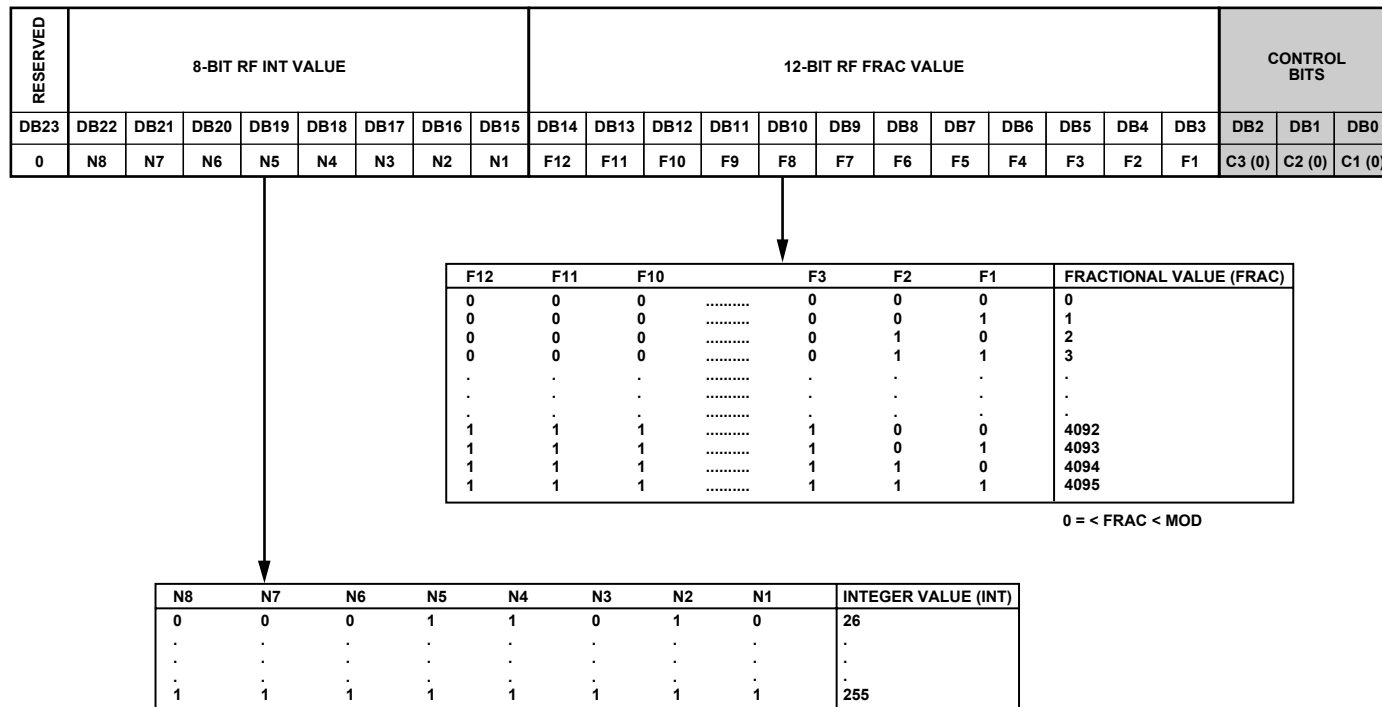 RESERVED
8-BIT RF INT VALUE
12-BIT RF FRAC VALUE
CONTROL
BITS
DB23 DB22 DB21 DB20 DB19 DB18 DB17 DB16 DB15 DB14 DB13 DB12 DB11 DB10 DB9 DB8 DB7 DB6 DB5 DB4 DB3 DB2 DB1 DB0
0 N8 N7 N6 N5 N4 N3 N2 N1 F12 F11 F10 F9 F8 F7 F6 F5 F4 F3 F2 F1 C3 (0) C2 (0) C1 (0)
F12 F11 F10 F3 F2 F1 FRACTIONAL VALUE (FRAC)
0 0 0 .......... 0 0 0 0
0 0 0 .......... 0 0 1 1
0 0 0 .......... 0 1 0 2
0 0 0 .......... 0 1 1 3
. . . .......... . . . .
. . . .......... . . . .
. . . .......... . . . .
1 1 1 .......... 1 0 0 4092
1 1 1 .......... 1 0 1 4093
1 1 1 .......... 1 1 0 4094
1 1 1 .......... 1 1 1 4095
0 = < FRAC < MOD
N8 N7 N6 N5 N4 N3 N2 N1 INTEGER VALUE (INT)
0 0 0 1 1 0 1 0 26
. . . . . . . . .
. . . . . . . . .
. . . . . . . . .
1 1 1 1 1 1 1 1 255